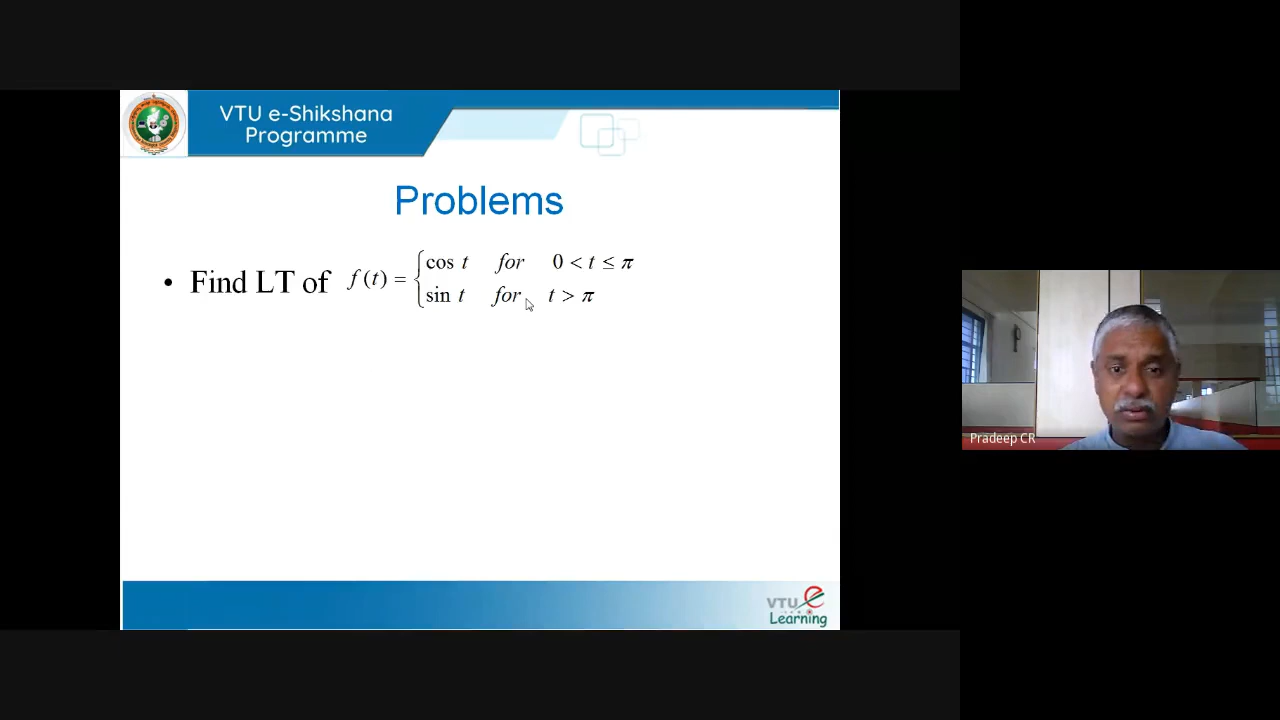 VTU e-Shikshana
Programme
Problems
• Find LT of f(t) = { cos t for 0 < t ≤ π
sin t for t > π
Pradeep CR
VTU e
Learning